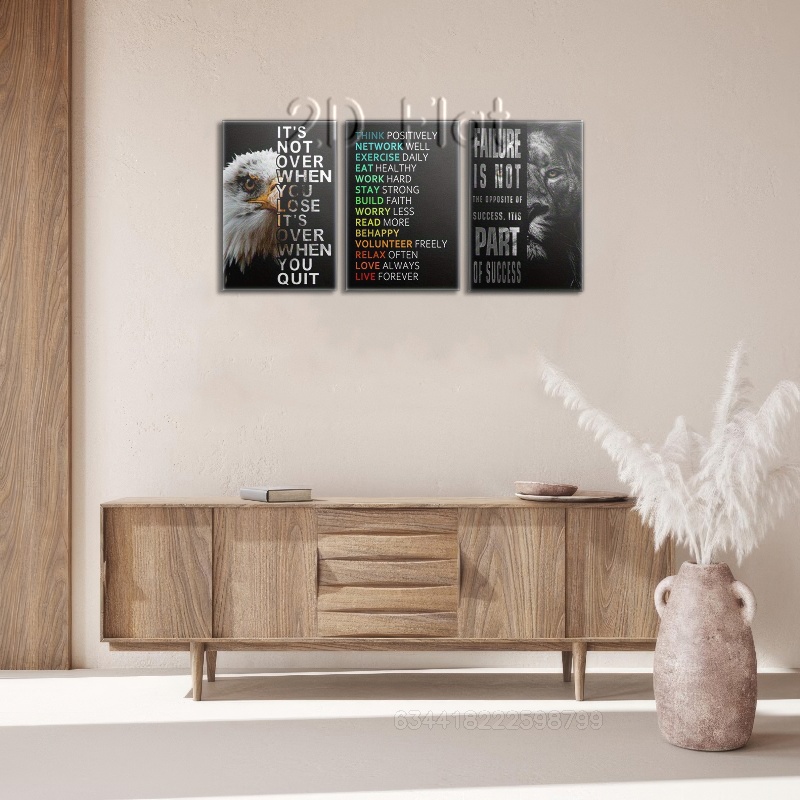 2D Flat
IT'S
NOT
OVER
WHEN
YOU
LOSE
IT'S
OVER
WHEN
YOU
QUIT
THINK POSITIVELY
NETWORK WELL
EXERCISE DAILY
EAT HEALTHY
WORK HARD
STAY STRONG
BUILD FAITH
WORRY LESS
READ MORE
BEHAPPY
VOLUNTEER FREELY
RELAX OFTEN
LOVE ALWAYS
LIVE FOREVER
FAILURE
IS NOT
THE OPPOSITE OF
SUCCESS. IT IS
PART
OF SUCCESS
634418222598799